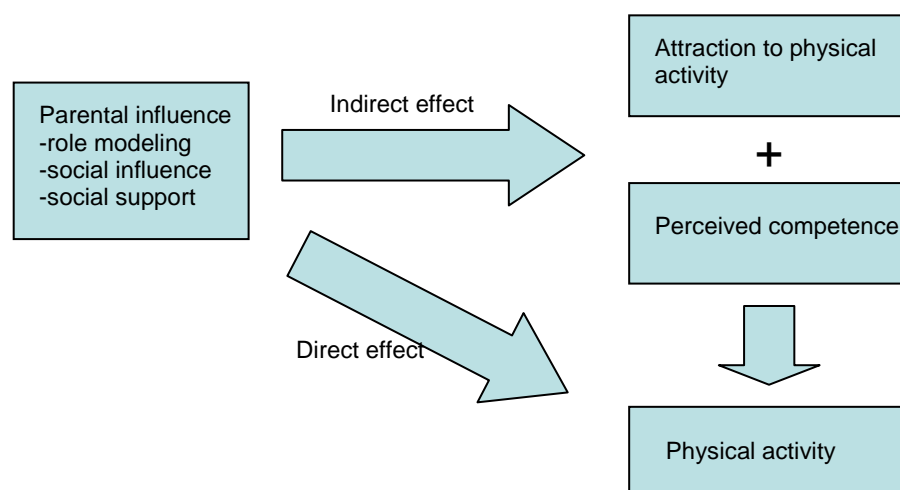 Parental influence
-role modeling
-social influence
-social support
Indirect effect
Direct effect
Attraction to physical
activity
+
Perceived competence
Physical activity